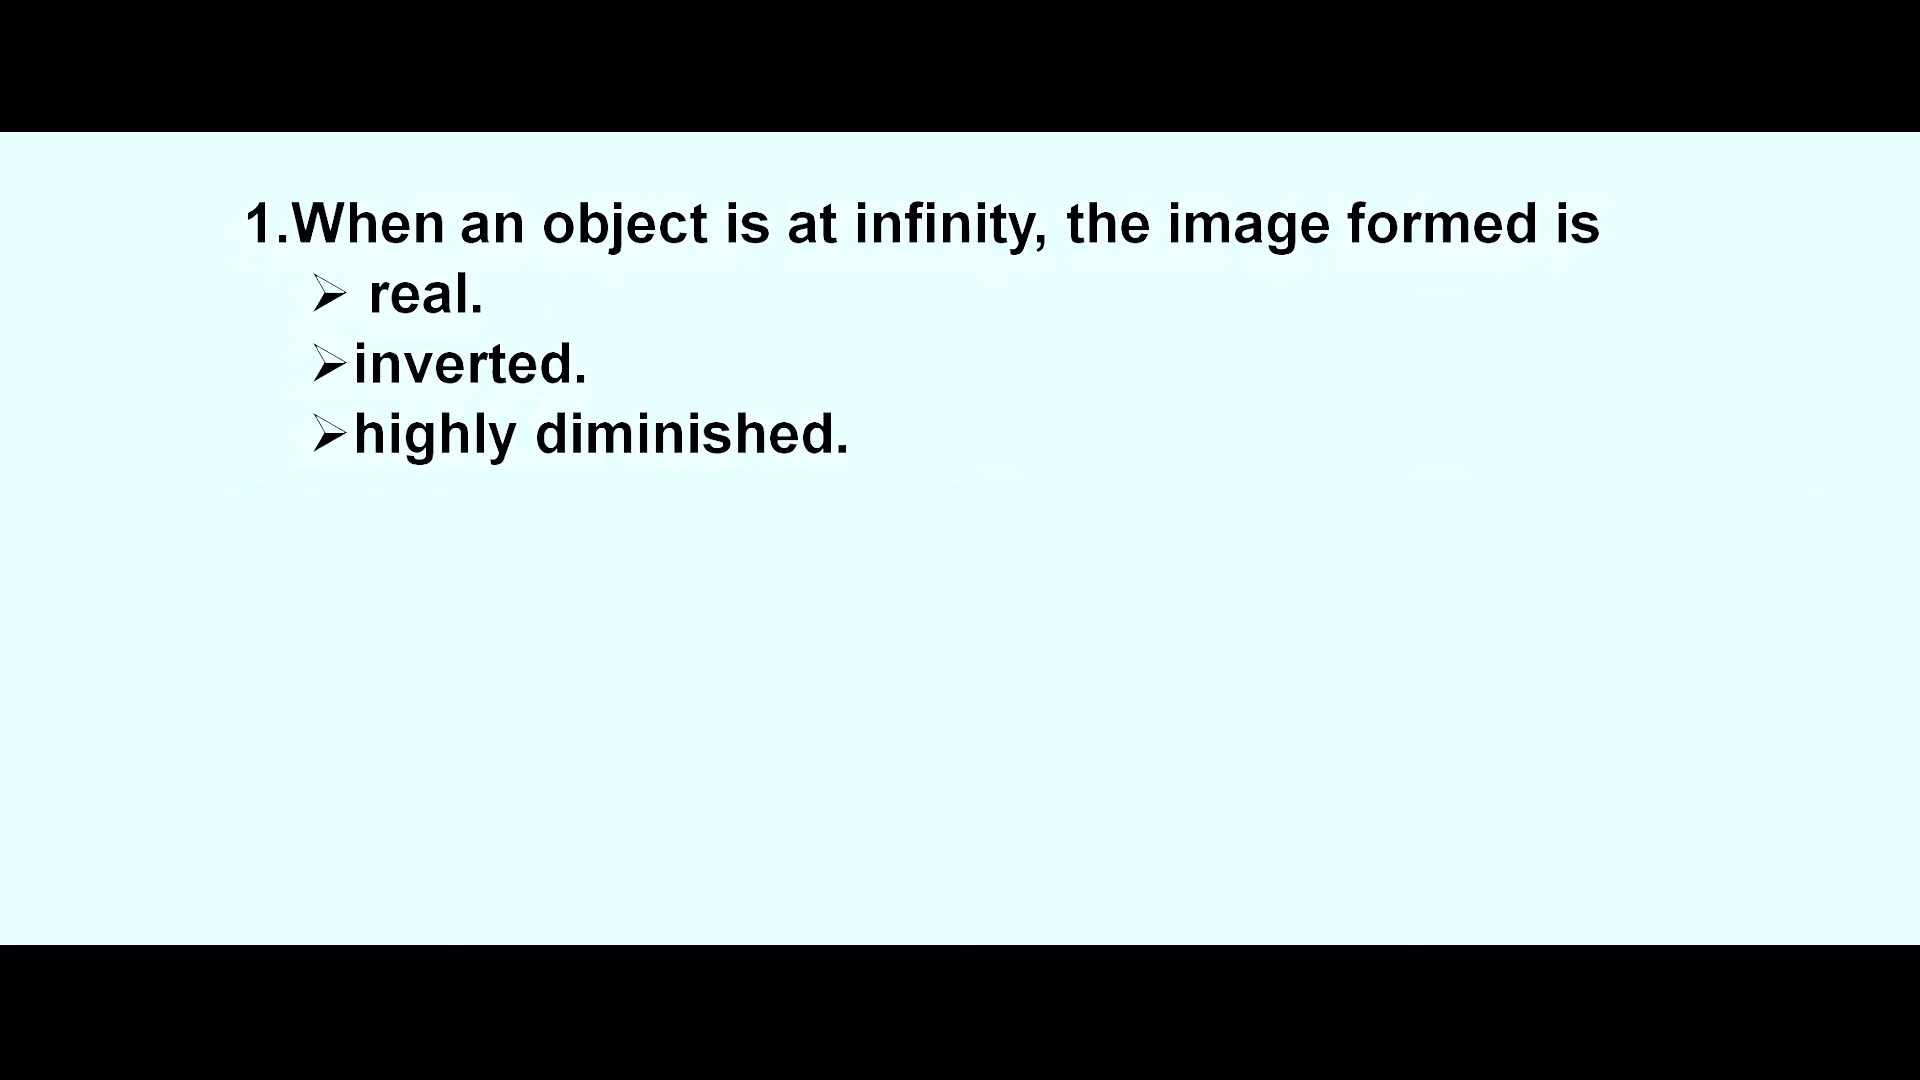 1.When an object is at infinity, the image formed is
➢ real.
➢inverted.
➢highly diminished.